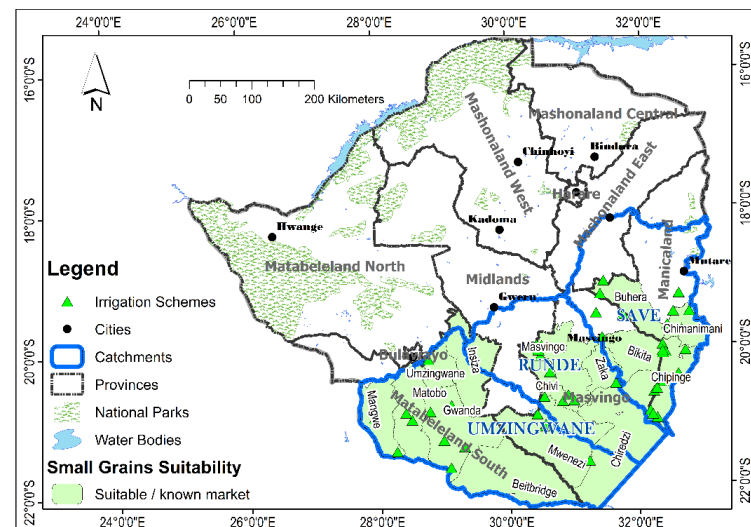 24°0'0"E
26°0'0"E
28°0'0"E
30°0'0"E
32°0'0"E
16°0'0"S
16°0'0"S
N
0 50 100 200 Kilometers
Mashonaland Central
Mashonaland West
Chinhoyi
Bindura
Harare
Mashonaland East
18°0'0"S
18°0'0"S
Hwange
Kadoma
Matabeleland North
Manicaland
Mutare
Midlands
Gweru
Buhera
SAVE
Chimanimani
Masvingo
Masvingo
Bikita
20°0'0"S
20°0'0"S
Bulawayo
Insiza
Umzingwane
RUNDE
Zaka
Chipinge
Mangwe
Matobo
Chivi
Masvingo
Gwanda
UMZINGWANE
Matabeleland South
Mwenezi
Chiredzi
Beitbridge
22°0'0"S
22°0'0"S
24°0'0"E
26°0'0"E
28°0'0"E
30°0'0"E
32°0'0"E
Legend
Irrigation Schemes
Cities
Catchments
Provinces
National Parks
Water Bodies
Small Grains Suitability
Suitable / known market